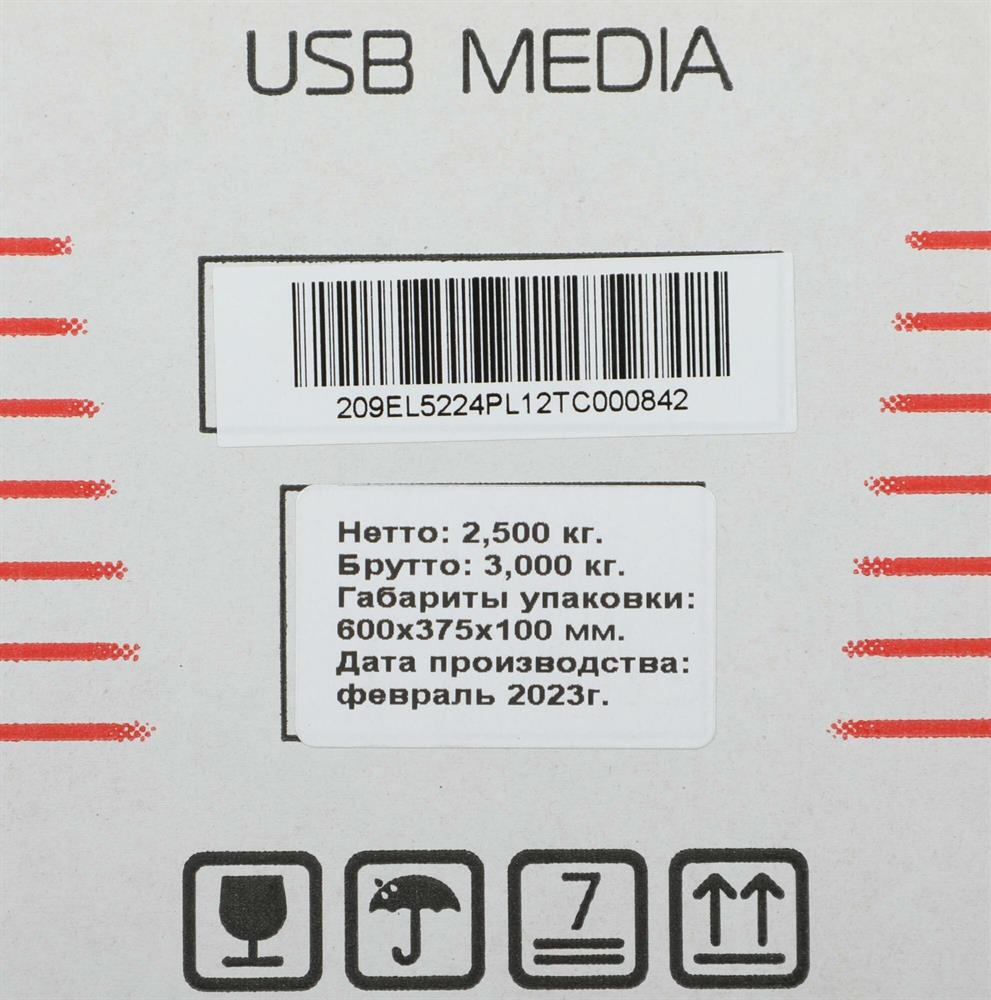 USB MEDIA
209EL5224PL12TC000842
Нетто: 2,500 кг.
Брутто: 3,000 кг.
Габариты упаковки:
600x375x100 мм.
Дата производства:
февраль 2023г.
7